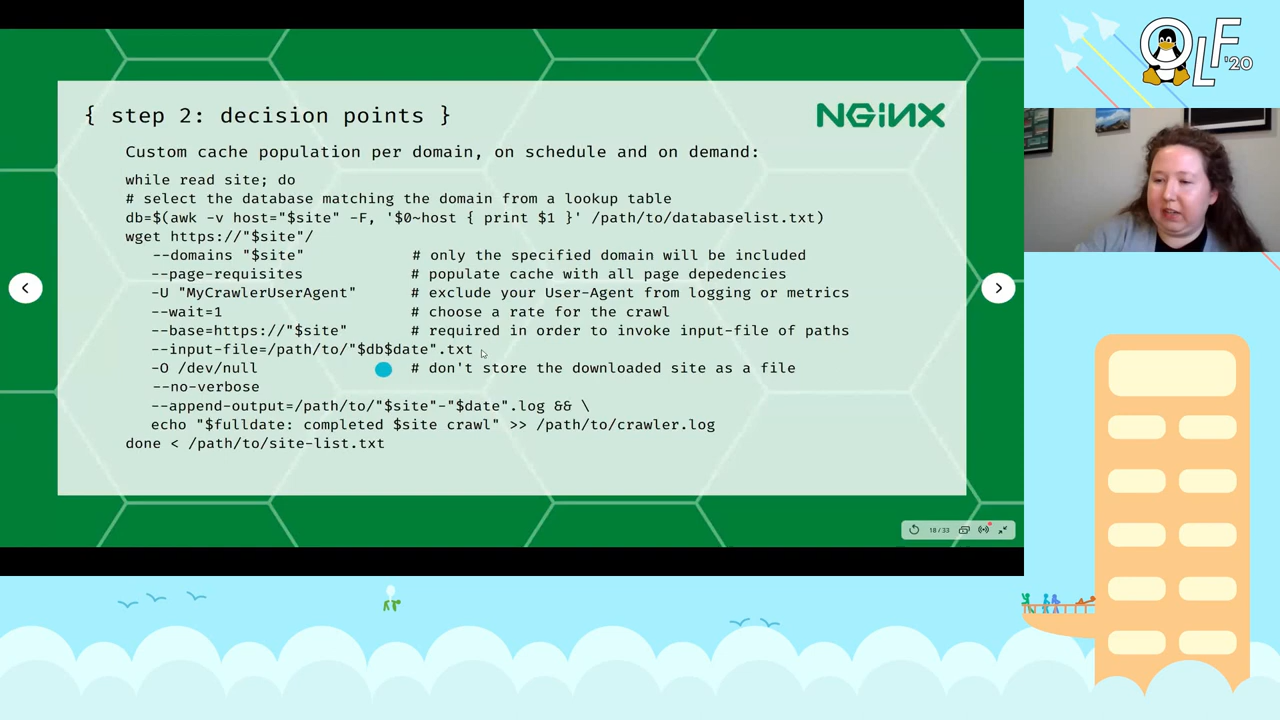 { step 2: decision points }
NGiNX
Custom cache population per domain, on schedule and on demand:
while read site; do
# select the database matching the domain from a lookup table
db=$(awk -v host="$site" -F, '$0~host { print $1 }' /path/to/databaselist.txt)
wget https://"$site"/
--domains "$site" # only the specified domain will be included
--page-requisites # populate cache with all page depedencies
-U "MyCrawlerUserAgent" # exclude your User-Agent from logging or metrics
--wait=1 # choose a rate for the crawl
--base=https://"$site" # required in order to invoke input-file of paths
--input-file=/path/to/"$db$date".txt
-O /dev/null # don't store the downloaded site as a file
--no-verbose
--append-output=/path/to/"$site"-"$date".log && \
echo "$fulldate: completed $site crawl" >> /path/to/crawler.log
done < /path/to/site-list.txt
18 / 33
OLF '20